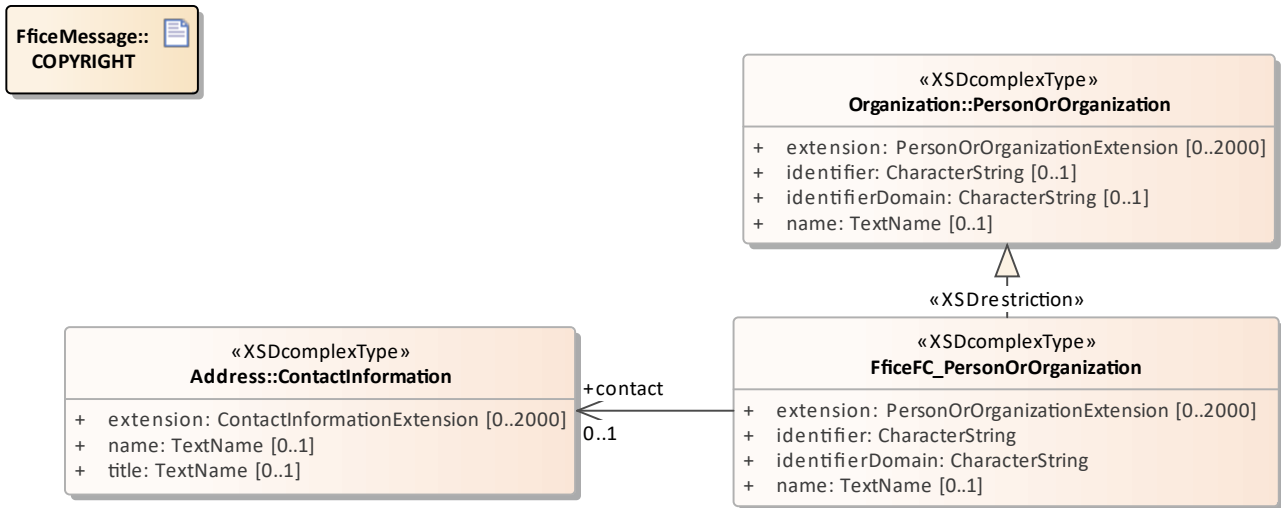 FficeMessage::
COPYRIGHT
«XSDcomplexType»
Organization::PersonOrOrganization
+ extension: PersonOrOrganizationExtension [0..2000]
+ identifier: CharacterString [0..1]
+ identifierDomain: CharacterString [0..1]
+ name: TextName [0..1]
«XSDrestriction»
«XSDcomplexType»
Address::ContactInformation
+ extension: ContactInformationExtension [0..2000]
+ name: TextName [0..1]
+ title: TextName [0..1]
+contact
0..1
«XSDcomplexType»
FficeFC_PersonOrOrganization
+ extension: PersonOrOrganizationExtension [0..2000]
+ identifier: CharacterString
+ identifierDomain: CharacterString
+ name: TextName [0..1]